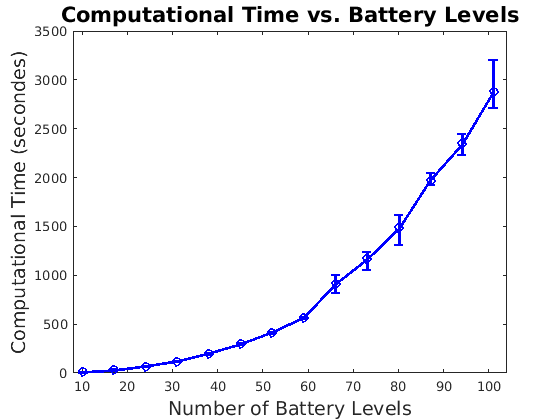 Computational Time vs. Battery Levels
3500
3000
2500
2000
1500
1000
500
0
Computational Time (secondes)
10 20 30 40 50 60 70 80 90 100
Number of Battery Levels